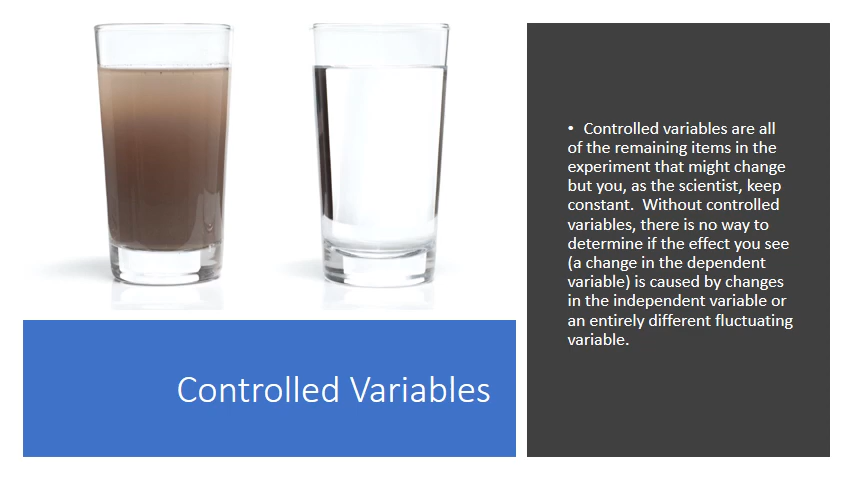 Controlled Variables
• Controlled variables are all
of the remaining items in the
experiment that might change
but you, as the scientist, keep
constant.  Without controlled
variables, there is no way to
determine if the effect you see
(a change in the dependent
variable) is caused by changes
in the independent variable or
an entirely different fluctuating
variable.